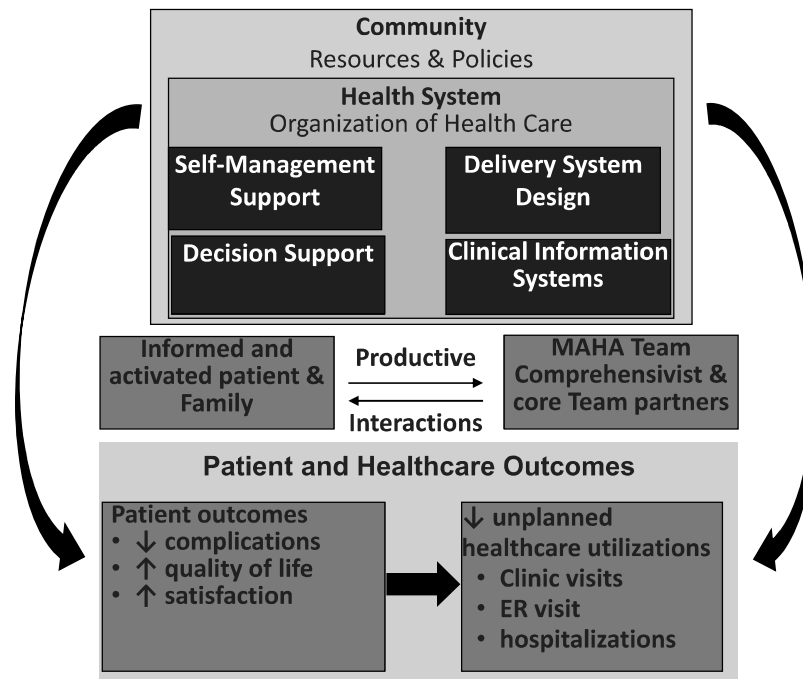 Community
Resources & Policies
Health System
Organization of Health Care
Self-Management
Support
Delivery System
Design
Decision Support
Clinical Information
Systems
Informed and
activated patient &
Family
Productive
Interactions
MAHA Team
Comprehensivist &
core Team partners
Patient and Healthcare Outcomes
Patient outcomes
• ↓ complications
• ↑ quality of life
• ↑ satisfaction
↓ unplanned
healthcare utilizations
• Clinic visits
• ER visit
• hospitalizations